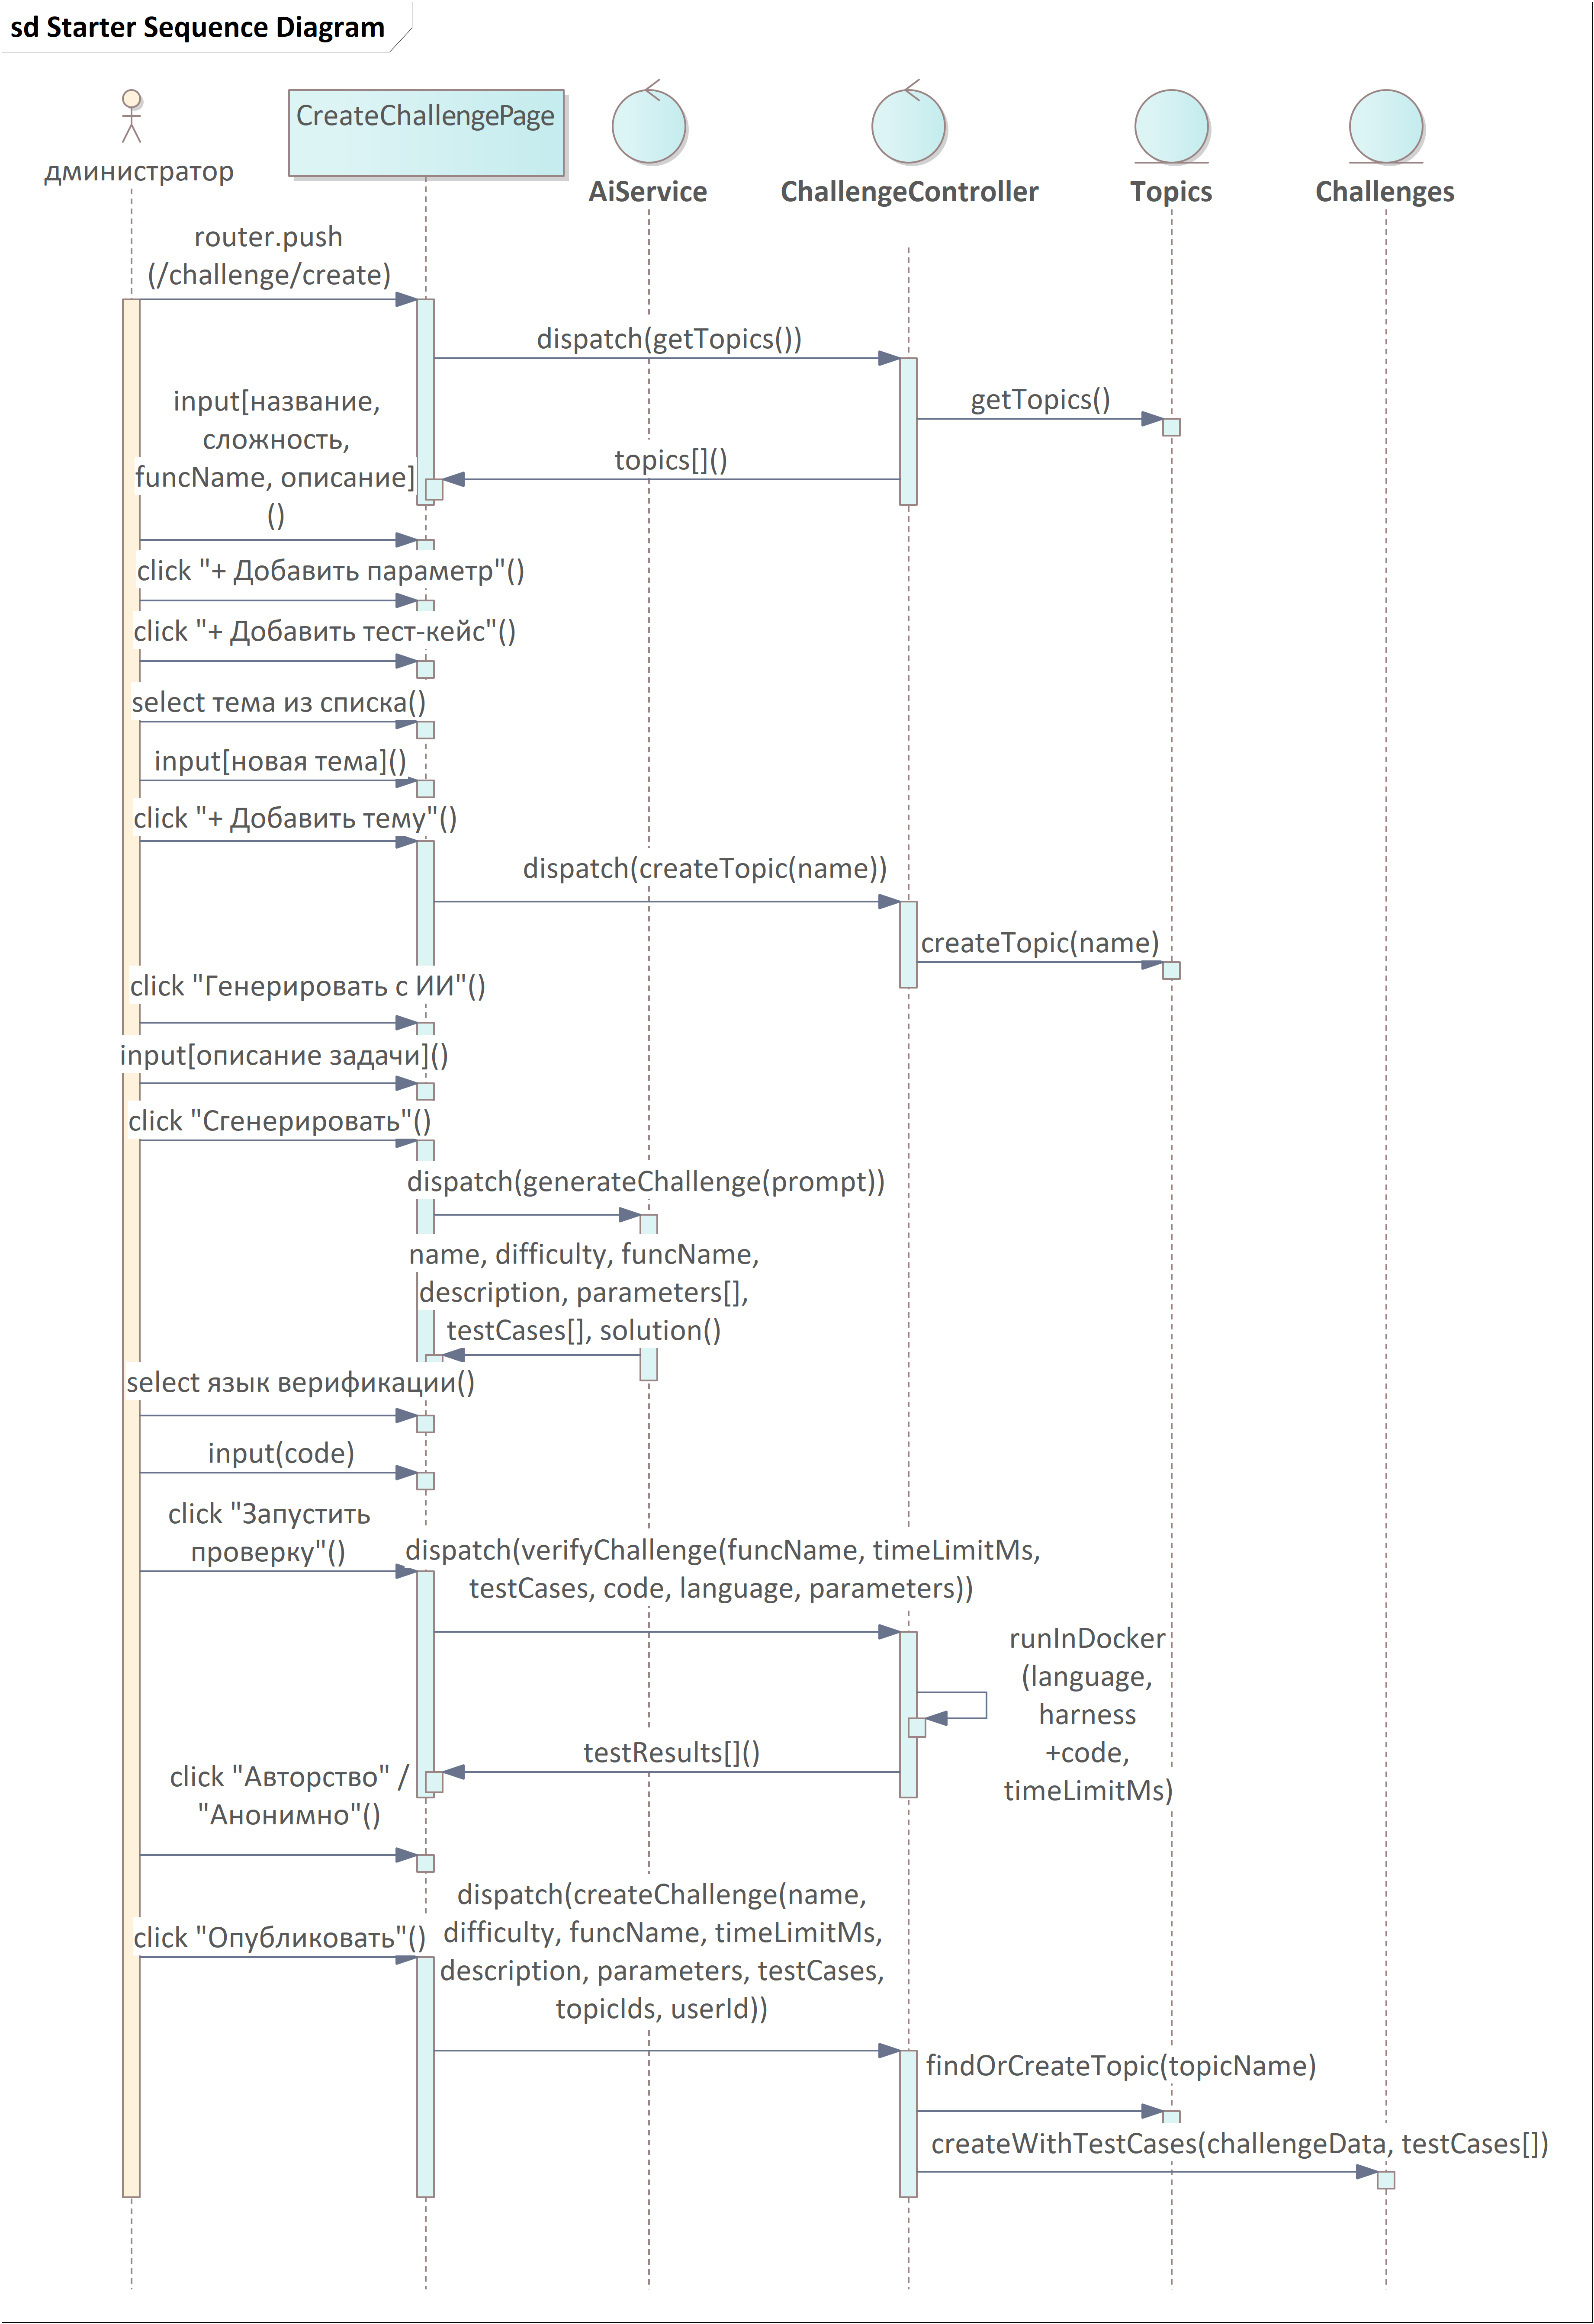 sd Starter Sequence Diagram
дминистратор
CreateChallengePage
AiService
ChallengeController
Topics
Challenges
router.push
(/challenge/create)
dispatch(getTopics())
input[название,
сложность,
funcName, описание]
()
getTopics()
topics[]()
click "+ Добавить параметр"()
click "+ Добавить тест-кейс"()
select тема из списка()
input[новая тема]()
click "+ Добавить тему"()
dispatch(createTopic(name))
createTopic(name)
click "Генерировать с ИИ"()
input[описание задачи]()
click "Сгенерировать"()
dispatch(generateChallenge(prompt))
name, difficulty, funcName,
description, parameters[],
testCases[], solution()
select язык верификации()
input(code)
click "Запустить
проверку"()
dispatch(verifyChallenge(funcName, timeLimitMs,
testCases, code, language, parameters))
runInDocker
(language,
harness
+code,
timeLimitMs)
testResults[]()
click "Авторство" /
"Анонимно"()
dispatch(createChallenge(name,
difficulty, funcName, timeLimitMs,
description, parameters, testCases,
topicIds, userId))
click "Опубликовать"()
findOrCreateTopic(topicName)
createWithTestCases(challengeData, testCases[])